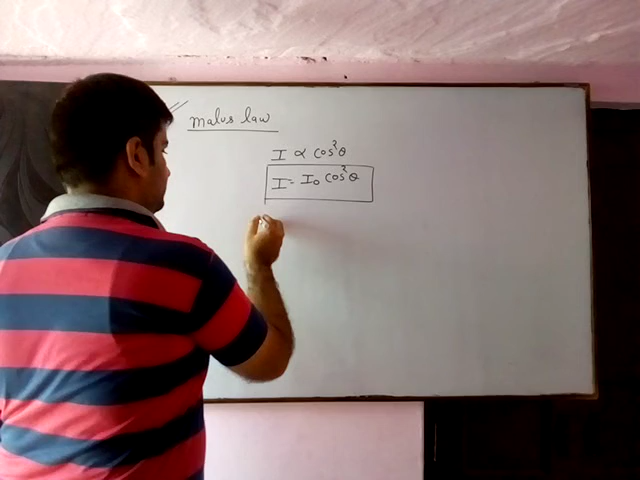 Malus law
I ∝ cos²θ
I = I₀ cos²θ